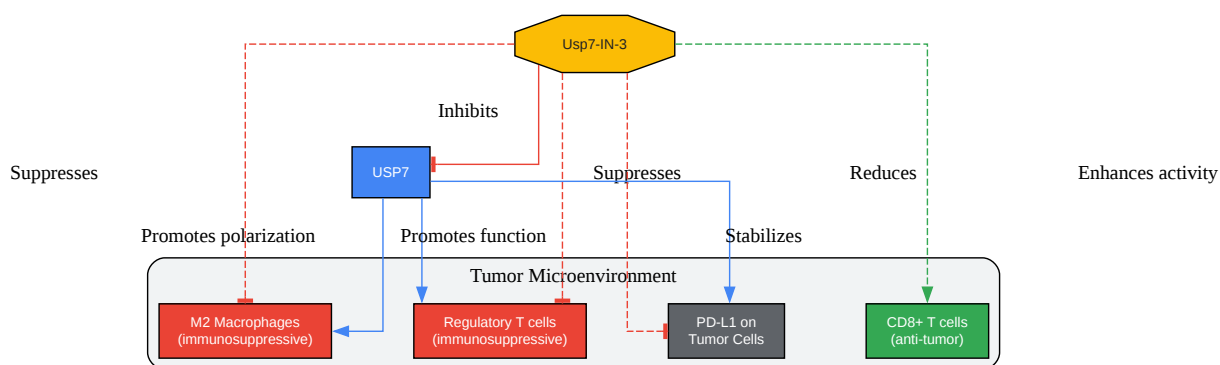 Usp7-IN-3
Inhibits
USP7
Suppresses
Suppresses
Reduces
Enhances activity
Promotes polarization
Promotes function
Stabilizes
Tumor Microenvironment
M2 Macrophages
(immunosuppressive)
Regulatory T cells
(immunosuppressive)
PD-L1 on
Tumor Cells
CD8+ T cells
(anti-tumor)